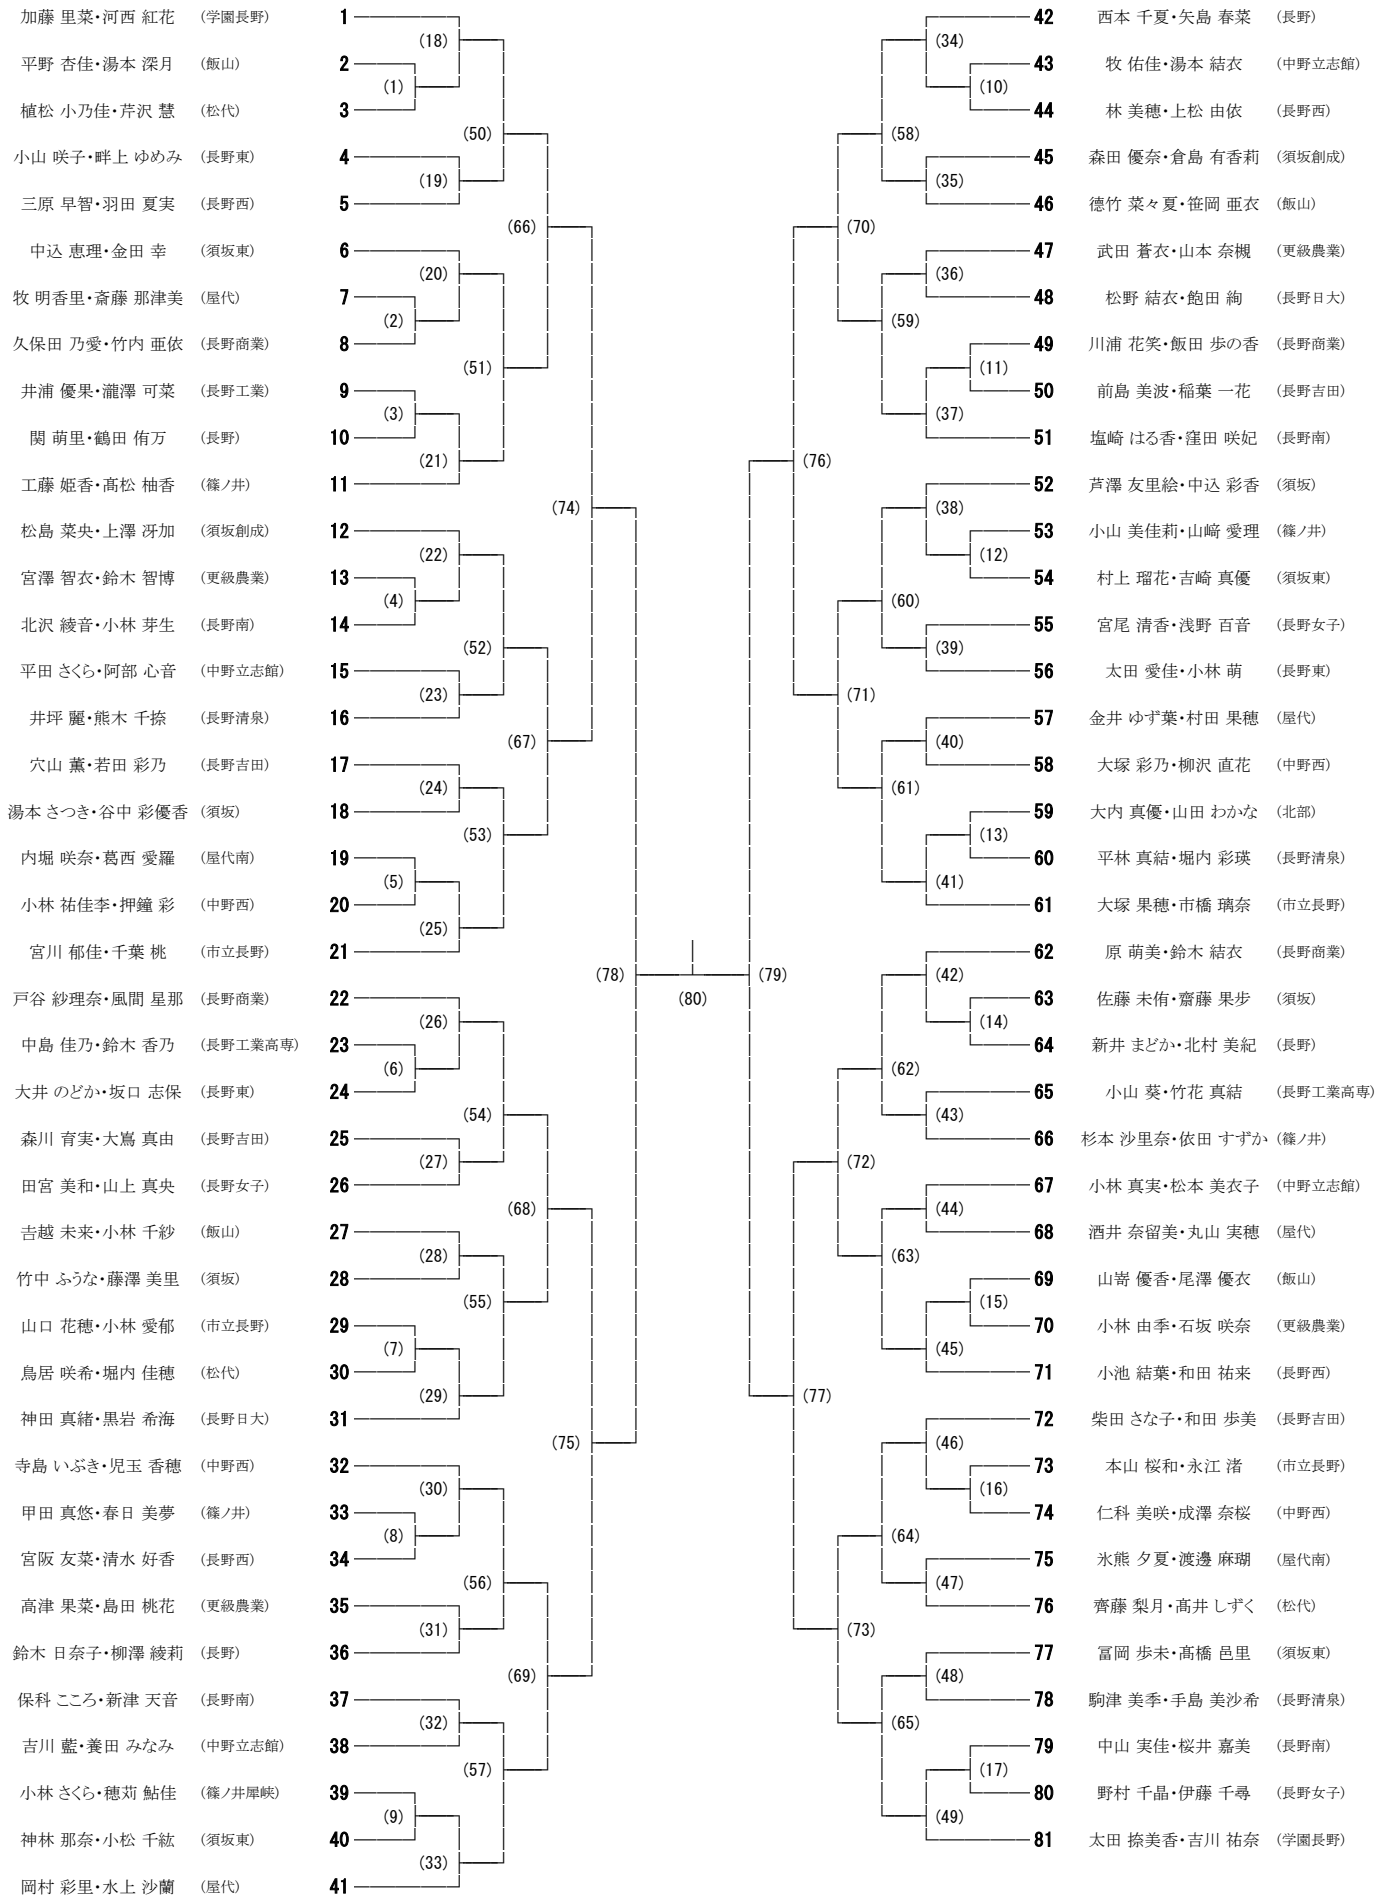 加藤 里菜・河西 紅花 (学園長野) 1
平野 杏佳・湯本 深月 (飯山) 2
植松 小乃佳・芹沢 慧 (松代) 3
小山 咲子・畔上 ゆめみ (長野東) 4
三原 早智・羽田 夏実 (長野西) 5
中込 恵理・金田 幸 (須坂東) 6
牧 明香里・斎藤 那津美 (屋代) 7
久保田 乃愛・竹内 亜依 (長野商業) 8
井浦 優果・瀧澤 可菜 (長野工業) 9
関 萌里・鶴田 侑万 (長野) 10
工藤 姫香・髙松 柚香 (篠ノ井) 11
松島 菜央・上澤 冴加 (須坂創成) 12
宮澤 智衣・鈴木 智博 (更級農業) 13
北沢 綾音・小林 芽生 (長野南) 14
平田 さくら・阿部 心音 (中野立志館) 15
井坪 麗・熊木 千捺 (長野清泉) 16
穴山 薫・若田 彩乃 (長野吉田) 17
湯本 さつき・谷中 彩優香 (須坂) 18
内堀 咲奈・葛西 愛羅 (屋代南) 19
小林 祐佳李・押鐘 彩 (中野西) 20
宮川 郁佳・千葉 桃 (市立長野) 21
戸谷 紗理奈・風間 星那 (長野商業) 22
中島 佳乃・鈴木 香乃 (長野工業高専) 23
大井 のどか・坂口 志保 (長野東) 24
森川 育実・大嶌 真由 (長野吉田) 25
田宮 美和・山上 真央 (長野女子) 26
𠮷越 未来・小林 千紗 (飯山) 27
竹中 ふうな・藤澤 美里 (須坂) 28
山口 花穂・小林 愛郁 (市立長野) 29
鳥居 咲希・堀内 佳穂 (松代) 30
神田 真緒・黒岩 希海 (長野日大) 31
寺島 いぶき・児玉 香穂 (中野西) 32
甲田 真悠・春日 美夢 (篠ノ井) 33
宮阪 友菜・清水 好香 (長野西) 34
高津 果菜・島田 桃花 (更級農業) 35
鈴木 日奈子・柳澤 綾莉 (長野) 36
保科 こころ・新津 天音 (長野南) 37
吉川 藍・養田 みなみ (中野立志館) 38
小林 さくら・穂苅 鮎佳 (篠ノ井犀峡) 39
神林 那奈・小松 千紘 (須坂東) 40
岡村 彩里・水上 沙蘭 (屋代) 41
(1)
(2)
(3)
(4)
(5)
(6)
(7)
(8)
(9)
(18)
(19)
(20)
(21)
(22)
(23)
(24)
(25)
(26)
(27)
(28)
(29)
(30)
(31)
(32)
(33)
(50)
(51)
(52)
(53)
(54)
(55)
(56)
(57)
(66)
(67)
(68)
(69)
(74)
(75)
(78)
(80)
(79)
(76)
(77)
(70)
(71)
(72)
(73)
(58)
(59)
(60)
(61)
(62)
(63)
(64)
(65)
(34)
(35)
(36)
(37)
(38)
(39)
(40)
(41)
(42)
(43)
(44)
(45)
(46)
(47)
(48)
(49)
(10)
(11)
(12)
(13)
(14)
(15)
(16)
(17)
42 西本 千夏・矢島 春菜 (長野)
43 牧 佑佳・湯本 結衣 (中野立志館)
44 林 美穂・上松 由依 (長野西)
45 森田 優奈・倉島 有香莉 (須坂創成)
46 德竹 菜々夏・笹岡 亜衣 (飯山)
47 武田 蒼衣・山本 奈槻 (更級農業)
48 松野 結衣・飽田 絢 (長野日大)
49 川浦 花笑・飯田 歩の香 (長野商業)
50 前島 美波・稲葉 一花 (長野吉田)
51 塩崎 はる香・窪田 咲妃 (長野南)
52 芦澤 友里絵・中込 彩香 (須坂)
53 小山 美佳莉・山﨑 愛理 (篠ノ井)
54 村上 瑠花・吉崎 真優 (須坂東)
55 宮尾 清香・浅野 百音 (長野女子)
56 太田 愛佳・小林 萌 (長野東)
57 金井 ゆず葉・村田 果穂 (屋代)
58 大塚 彩乃・柳沢 直花 (中野西)
59 大内 真優・山田 わかな (北部)
60 平林 真結・堀内 彩瑛 (長野清泉)
61 大塚 果穂・市橋 璃奈 (市立長野)
62 原 萌美・鈴木 結衣 (長野商業)
63 佐藤 未侑・齋藤 果歩 (須坂)
64 新井 まどか・北村 美紀 (長野)
65 小山 葵・竹花 真結 (長野工業高専)
66 杉本 沙里奈・依田 すずか (篠ノ井)
67 小林 真実・松本 美衣子 (中野立志館)
68 酒井 奈留美・丸山 実穂 (屋代)
69 山嵜 優香・尾澤 優衣 (飯山)
70 小林 由季・石坂 咲奈 (更級農業)
71 小池 結葉・和田 祐来 (長野西)
72 柴田 さな子・和田 歩美 (長野吉田)
73 本山 桜和・永江 渚 (市立長野)
74 仁科 美咲・成澤 奈桜 (中野西)
75 氷熊 夕夏・渡邉 麻瑚 (屋代南)
76 齊藤 梨月・髙井 しずく (松代)
77 冨岡 歩未・髙橋 邑里 (須坂東)
78 駒津 美季・手島 美沙希 (長野清泉)
79 中山 実佳・桜井 嘉美 (長野南)
80 野村 千晶・伊藤 千尋 (長野女子)
81 太田 捺美香・吉川 祐奈 (学園長野)